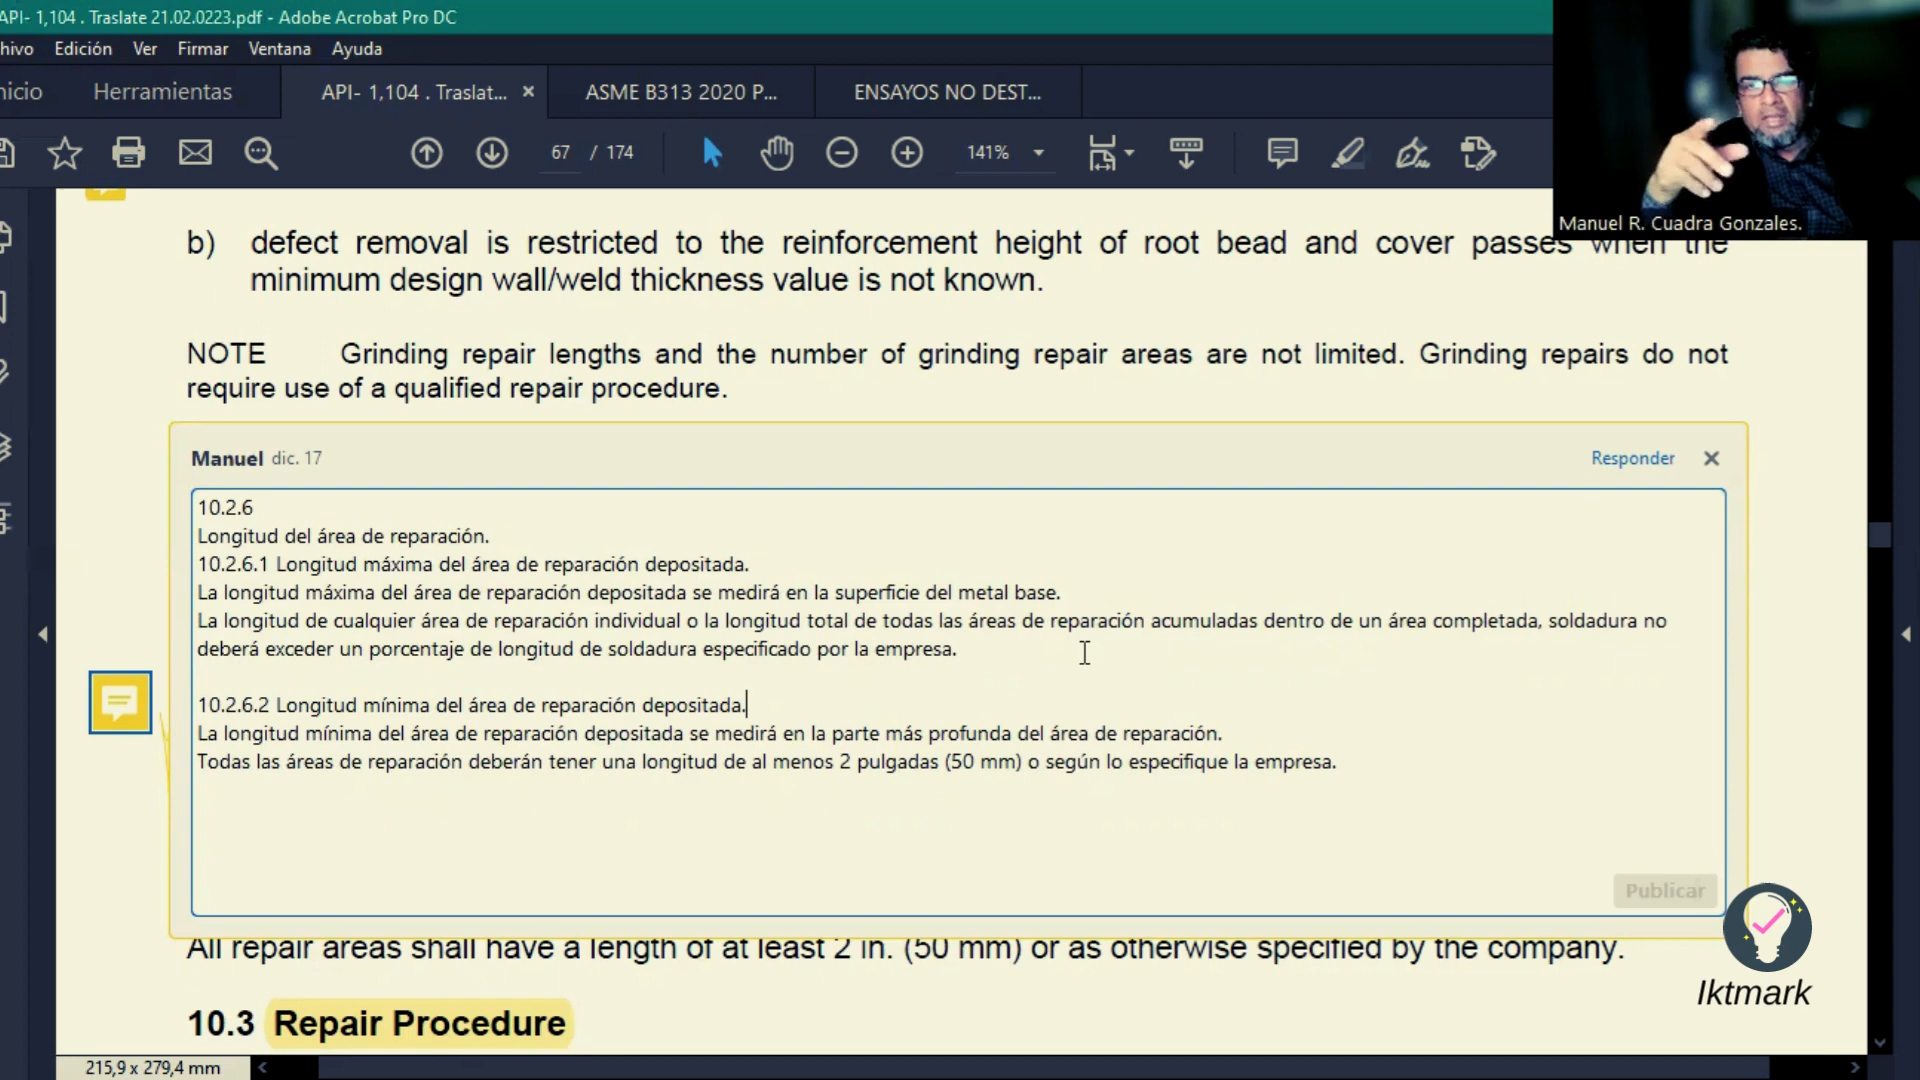 API- 1,104 . Traslate 21.02.0223.pdf - Adobe Acrobat Pro DC
Edición Ver Firmar Ventana Ayuda
Herramientas API- 1,104 . Traslat... ASME B313 2020 P... ENSAYOS NO DEST...
67 / 174 141%
Manuel R. Cuadra Gonzales.
b) defect removal is restricted to the reinforcement height of root bead and cover passes when the
minimum design wall/weld thickness value is not known.
NOTE Grinding repair lengths and the number of grinding repair areas are not limited. Grinding repairs do not
require use of a qualified repair procedure.
Manuel dic. 17 Responder
10.2.6
Longitud del área de reparación.
10.2.6.1 Longitud máxima del área de reparación depositada.
La longitud máxima del área de reparación depositada se medirá en la superficie del metal base.
La longitud de cualquier área de reparación individual o la longitud total de todas las áreas de reparación acumuladas dentro de un área completada, soldadura no
deberá exceder un porcentaje de longitud de soldadura especificado por la empresa.
10.2.6.2 Longitud mínima del área de reparación depositada.
La longitud mínima del área de reparación depositada se medirá en la parte más profunda del área de reparación.
Todas las áreas de reparación deberán tener una longitud de al menos 2 pulgadas (50 mm) o según lo especifique la empresa.
Publicar
All repair areas shall have a length of at least 2 in. (50 mm) or as otherwise specified by the company.
Iktmark
10.3 Repair Procedure
215,9 x 279,4 mm